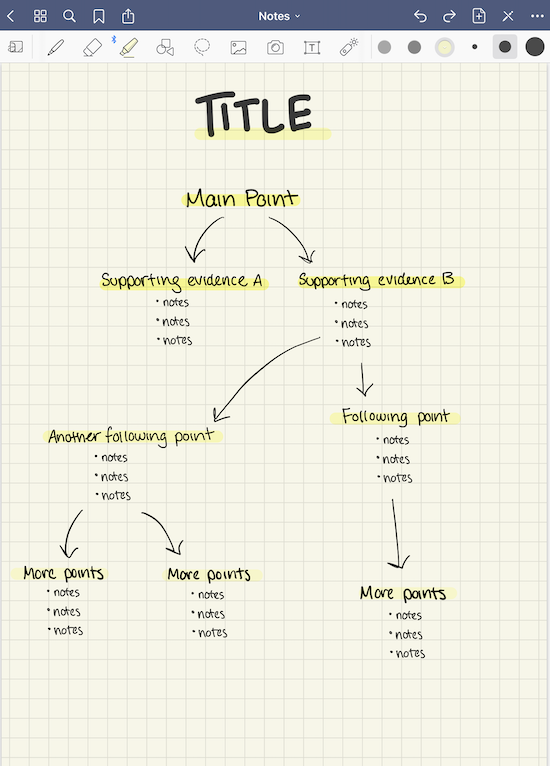 Notes
TITLE
Main Point
Supporting evidence A
• notes
• notes
• notes
Supporting evidence B
• notes
• notes
• notes
Another following point
• notes
• notes
• notes
Following point
• notes
• notes
• notes
More points
• notes
• notes
• notes
More points
• notes
• notes
• notes
More points
• notes
• notes
• notes